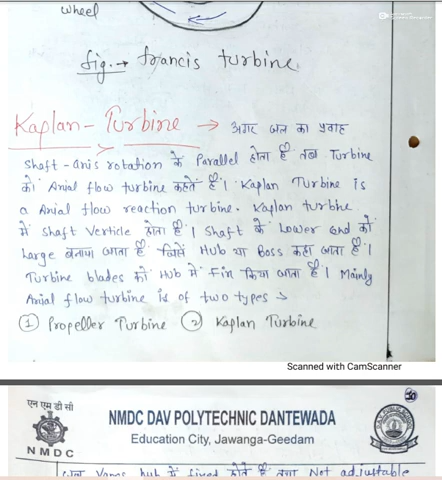 wheel
fig. → francis turbine
Kaplan-Turbine → अगर जल का प्रवाह
Shaft-axis rotation के Parallel होता है तब Turbine
को Axial flow turbine कहते हैं। Kaplan Turbine is
a Axial flow reaction turbine. Kaplan turbine
में Shaft Verticle होता है। Shaft के Lower end को
Large बनाया जाता है जिसे Hub या Boss कहा जाता है।
Turbine blades को Hub में Fix किया जाता है। Mainly
Axial flow turbine is of two types →
① Propeller Turbine ② Kaplan Turbine
Scanned with CamScanner
एन एम डी सी
NMDC
NMDC DAV POLYTECHNIC DANTEWADA
Education City, Jawanga-Geedam
Vanes hub में fixed होते हैं तथा Not adjustable